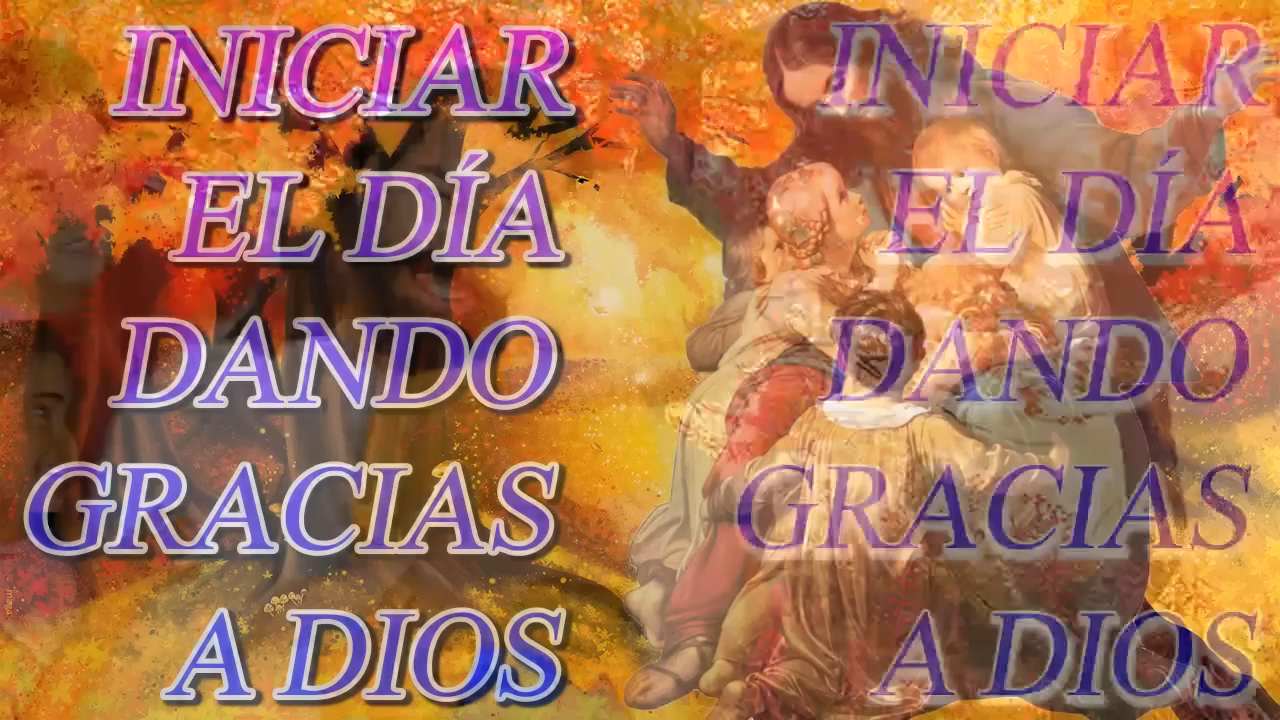 INICIAR
EL DÍA
DANDO
GRACIAS
A DIOS
INICIAR
EL DÍA
DANDO
GRACIAS
A DIOS